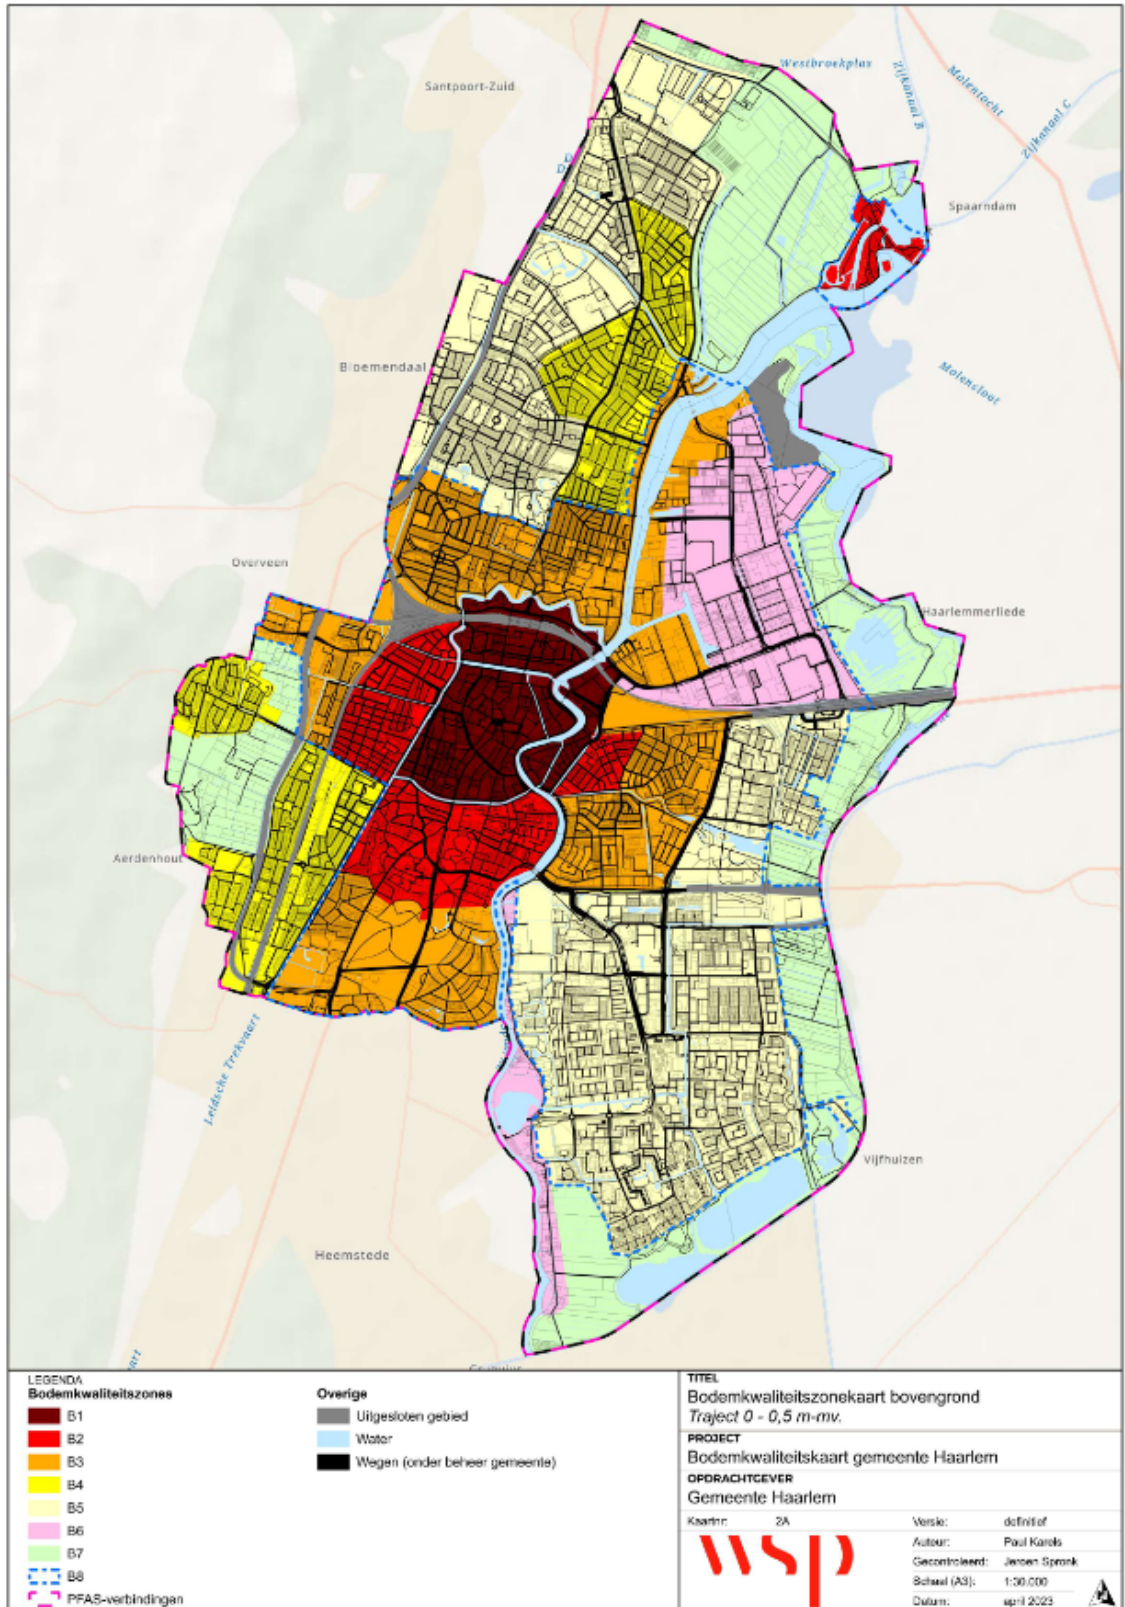 Westbroekplas
Santpoort-Zuid
Zijkanaal B
Molentocht
Zijkanaal C
D
D
Spaarndam
Bloemendaal
Molensloot
Overveen
Haarlemmerliede
Aerdenhout
Leidsche Trekvaart
Vijfhuizen
Heemstede
aart
Cruquius
LEGENDA
Bodemkwaliteitszones
B1
B2
B3
B4
B5
B6
B7
B8
PFAS-verbindingen
Overige
Uitgesloten gebied
Water
Wegen (onder beheer gemeente)
TITEL
Bodemkwaliteitszonekaart bovengrond
Traject 0 - 0,5 m-mv.
PROJECT
Bodemkwaliteitskaart gemeente Haarlem
OPDRACHTGEVER
Gemeente Haarlem
Kaartnr: 2A
Versie: definitief
Auteur: Paul Karels
Gecontroleerd: Jeroen Spronk
Schaal (A3): 1:30.000
Datum: april 2023
wsp